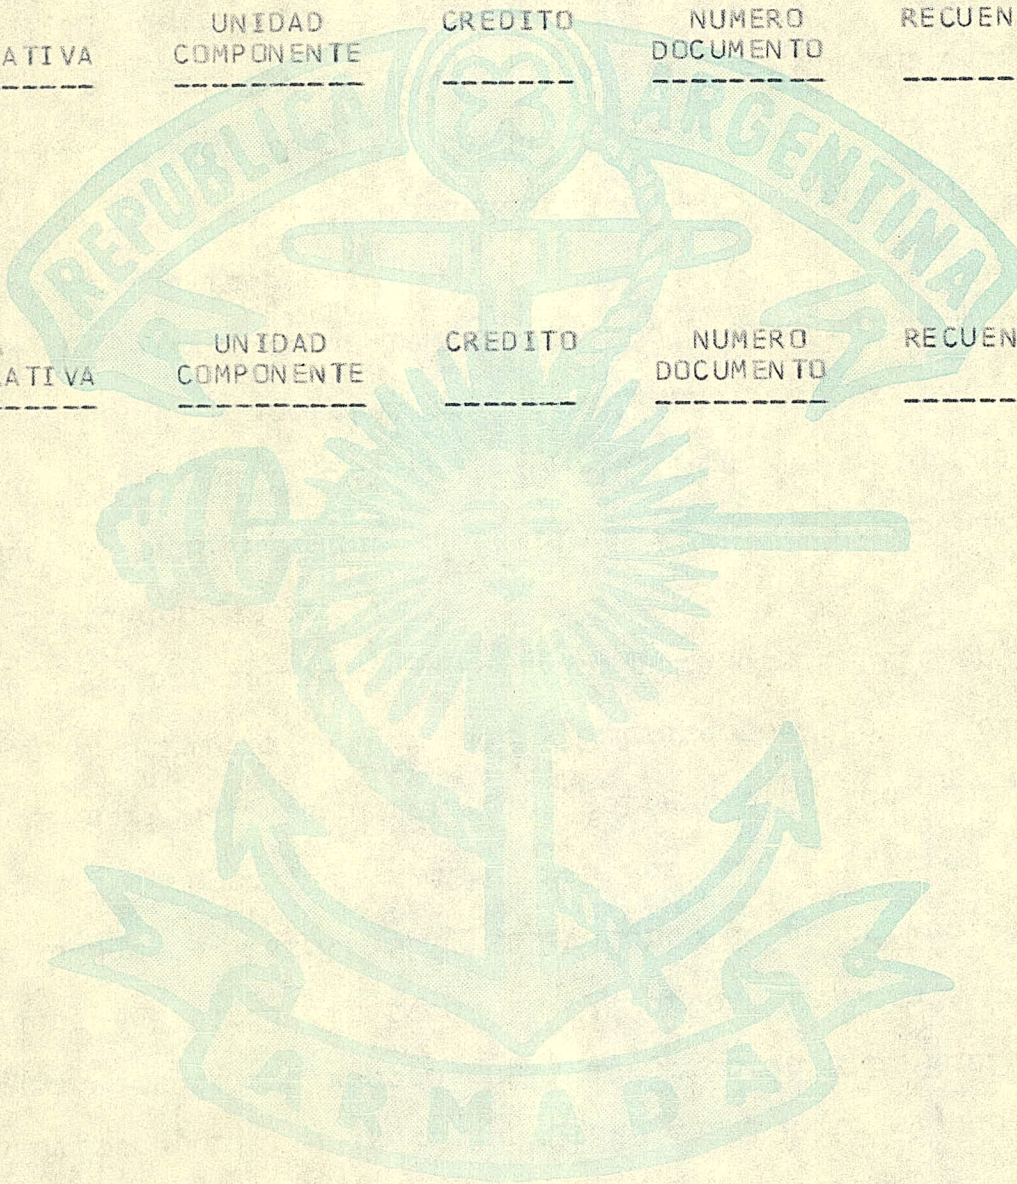 UNIDAD CREDITO NUMERO RECUEN
ATIVA COMPONENTE DOCUMENTO
-------- ---------- ------- --------- ------
REPUBLICA ARGENTINA
UNIDAD CREDITO NUMERO RECUEN
ATIVA COMPONENTE DOCUMENTO
-------- ---------- ------- --------- ------
ARMADA